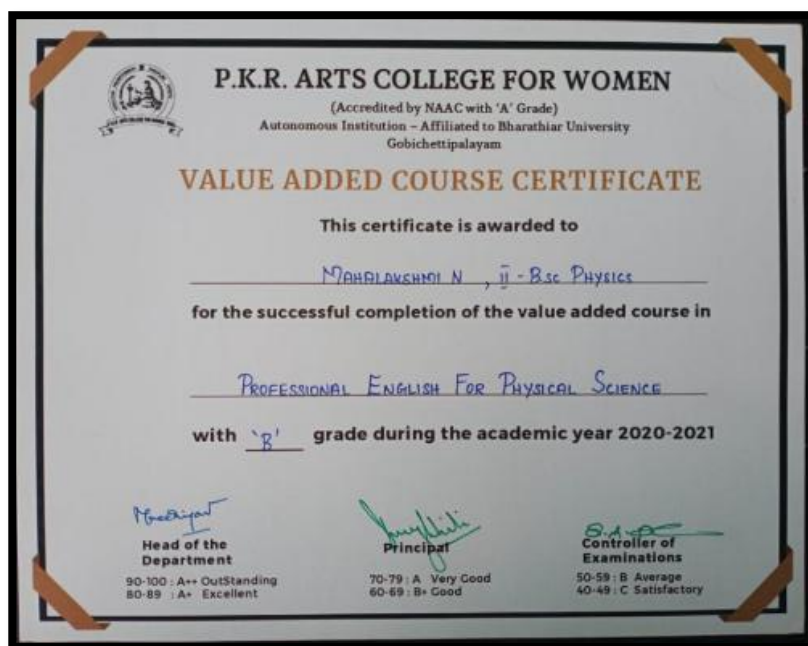 P.K.R. ARTS COLLEGE FOR WOMEN
(Accredited by NAAC with 'A' Grade)
Autonomous Institution – Affiliated to Bharathiar University
Gobichettipalayam
VALUE ADDED COURSE CERTIFICATE
This certificate is awarded to
MAHALAKSHMI N , II - B.Sc PHYSICS
for the successful completion of the value added course in
PROFESSIONAL ENGLISH FOR PHYSICAL SCIENCE
with 'B' grade during the academic year 2020-2021
Head of the
Department
Principal
Controller of
Examinations
90-100 : A++ OutStanding
80-89 : A+ Excellent
70-79 : A Very Good
60-69 : B+ Good
50-59 : B Average
40-49 : C Satisfactory